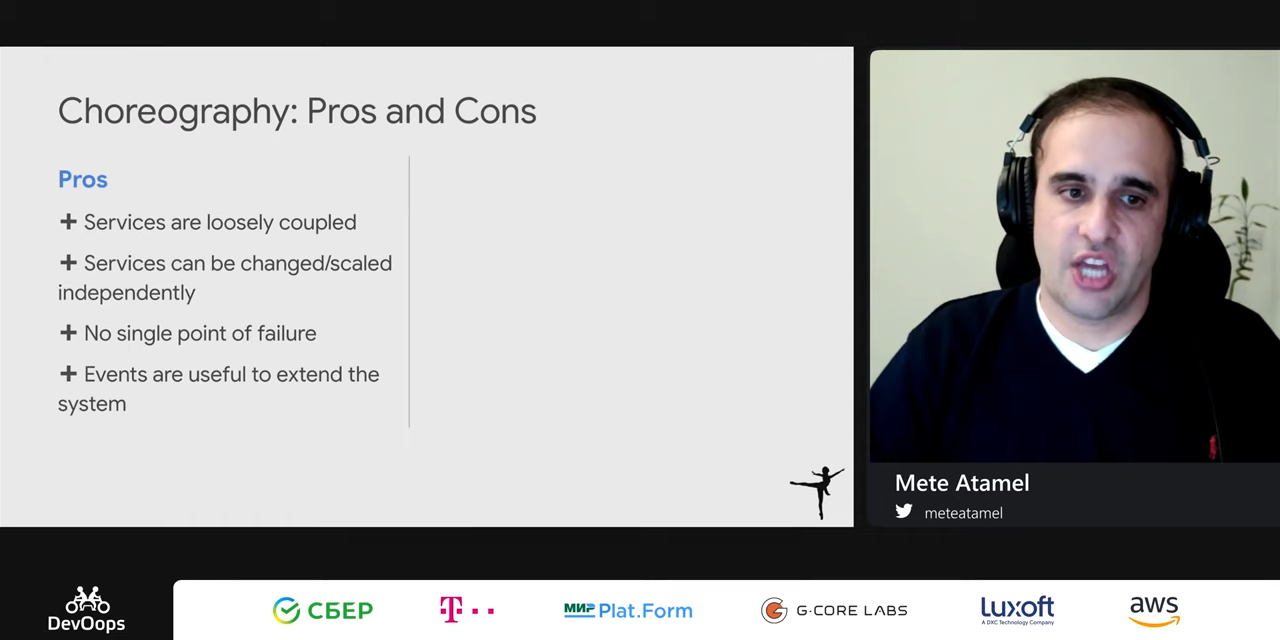 Choreography: Pros and Cons
Pros
+ Services are loosely coupled
+ Services can be changed/scaled
independently
+ No single point of failure
+ Events are useful to extend the
system
Mete Atamel
meteatamel
DevOops
СБЕР
T
МИР Plat.Form
G·CORE LABS
Luxoft
A DXC Technology Company
aws